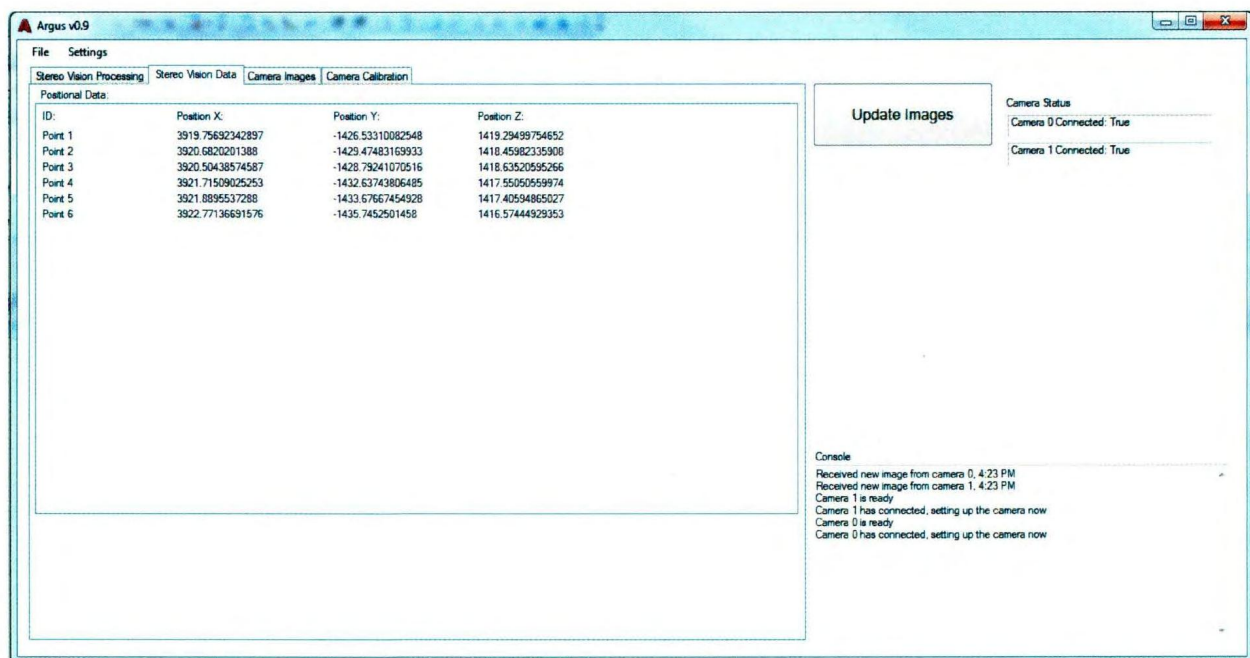 Argus v0.9
File Settings
Stereo Vision Processing Stereo Vision Data Camera Images Camera Calibration
Positional Data:
ID: Position X: Position Y: Position Z:
Point 1 3919.75692342897 -1426.53310082548 1419.29499754652
Point 2 3920.6820201388 -1429.47483169933 1418.45982335908
Point 3 3920.50438574587 -1428.79241070516 1418.63520595266
Point 4 3921.71509025253 -1432.63743806485 1417.55050559974
Point 5 3921.8895537288 -1433.67667454928 1417.40594865027
Point 6 3922.77136691576 -1435.7452501458 1416.57444929353
Update Images
Camera Status
Camera 0 Connected: True
Camera 1 Connected: True
Console
Received new image from camera 0, 4:23 PM
Received new image from camera 1, 4:23 PM
Camera 1 is ready
Camera 1 has connected, setting up the camera now
Camera 0 is ready
Camera 0 has connected, setting up the camera now